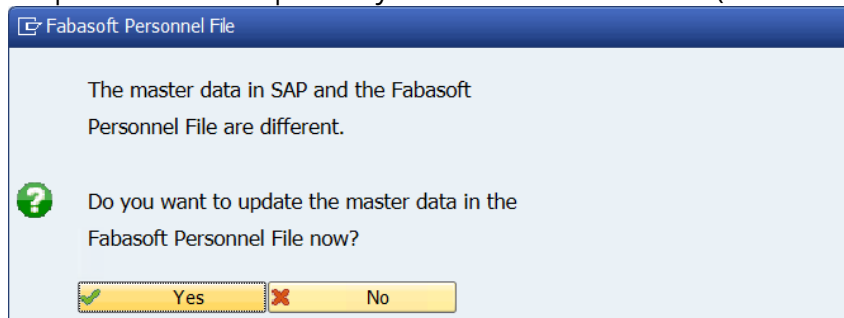 Fabasoft Personnel File
The master data in SAP and the Fabasoft
Personnel File are different.
Do you want to update the master data in the
Fabasoft Personnel File now?
Yes No